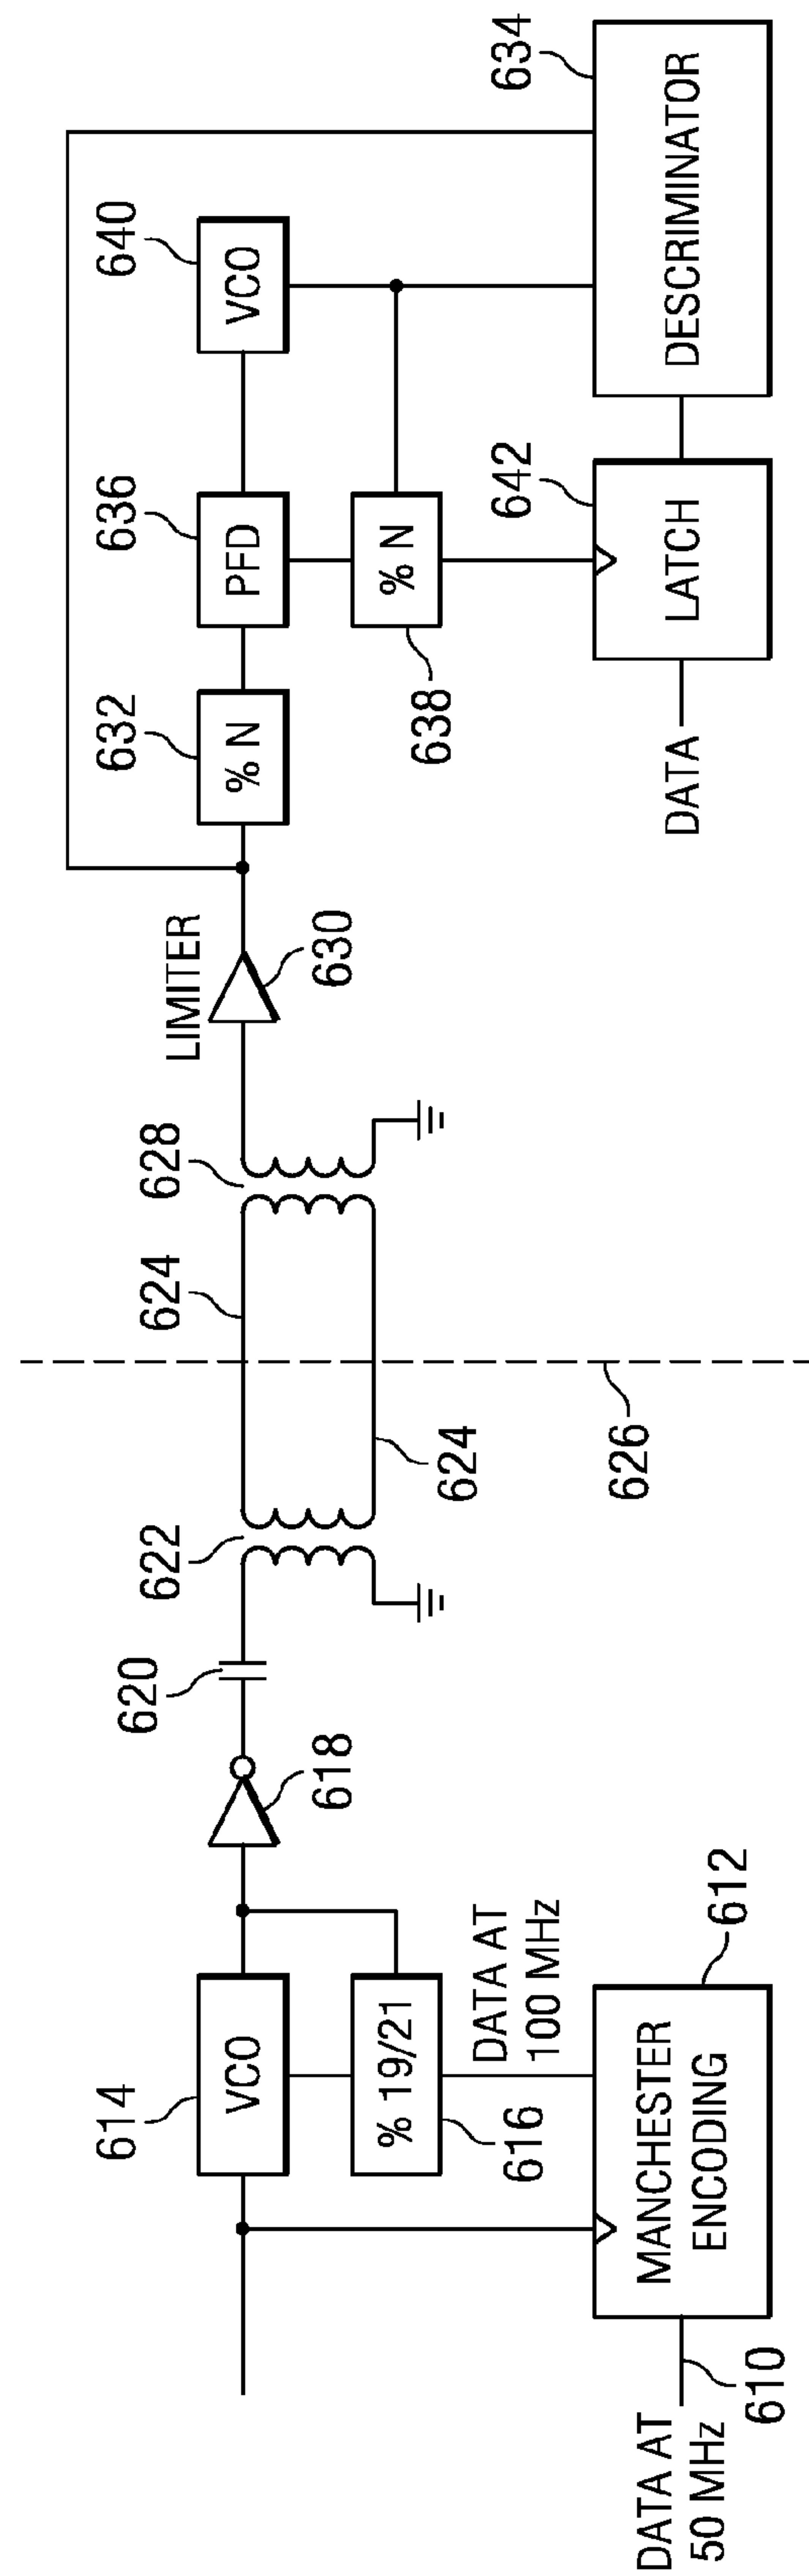 614
VCO
% 19/21
616
DATA AT
100 MHz
MANCHESTER
ENCODING
612
DATA AT
50 MHz
610
618
620
622
624
624
626
628
LIMITER
630
632
% N
636
PFD
640
VCO
% N
638
642
LATCH
DATA
634
DESCRIMINATOR